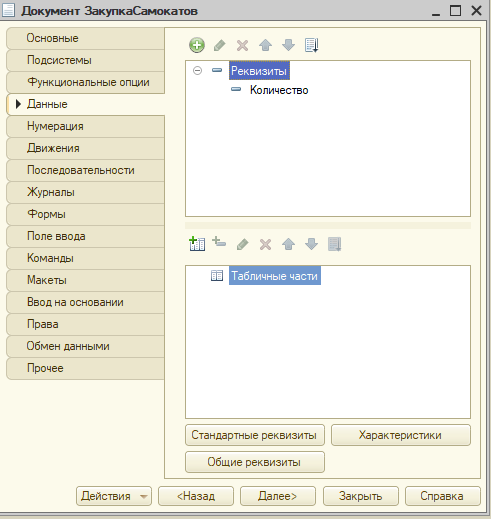 Документ ЗакупкаСамокатов
Основные
Подсистемы
Функциональные опции
Данные
Нумерация
Движения
Последовательности
Журналы
Формы
Поле ввода
Команды
Макеты
Ввод на основании
Права
Обмен данными
Прочее
Реквизиты
Количество
Табличные части
Стандартные реквизиты
Характеристики
Общие реквизиты
Действия
<Назад
Далее>
Закрыть
Справка